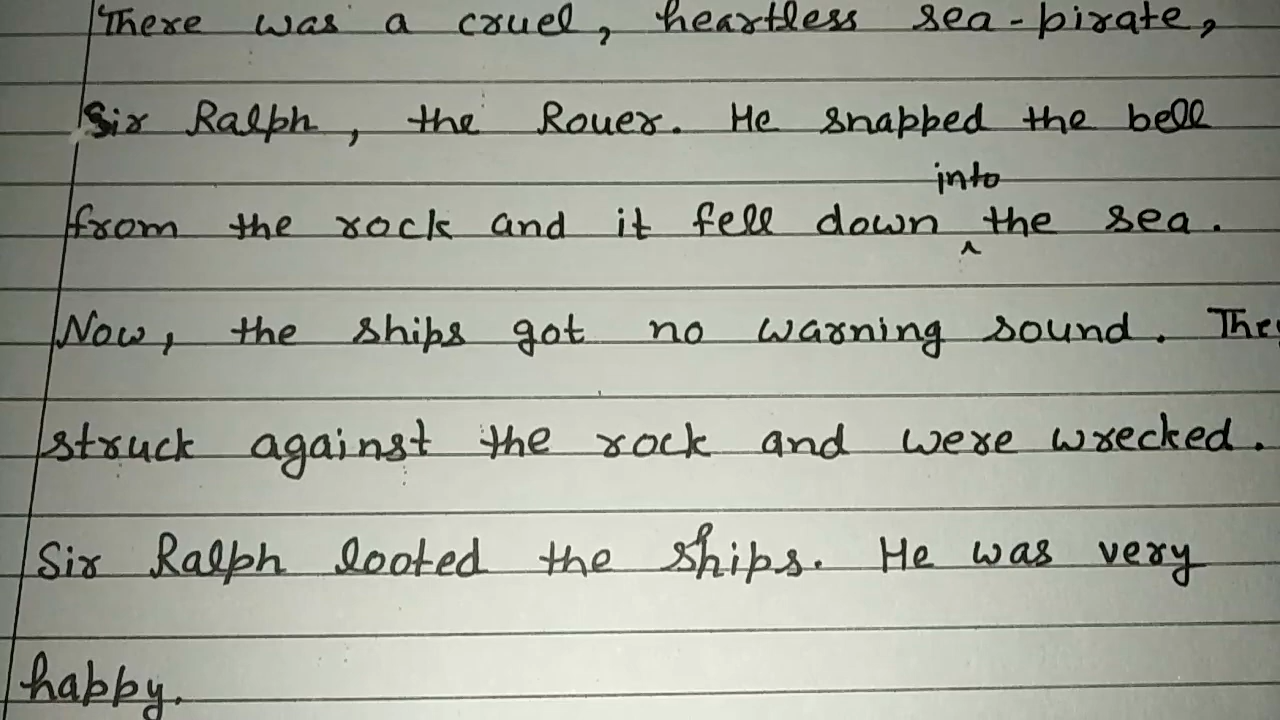 There was a cruel, heartless sea-pirate,
Sir Ralph, the Rover. He snapped the bell
into
from the rock and it fell down ^ the sea.
Now, the ships got no warning sound. They
struck against the rock and were wrecked.
Sir Ralph looted the ships. He was very
happy.